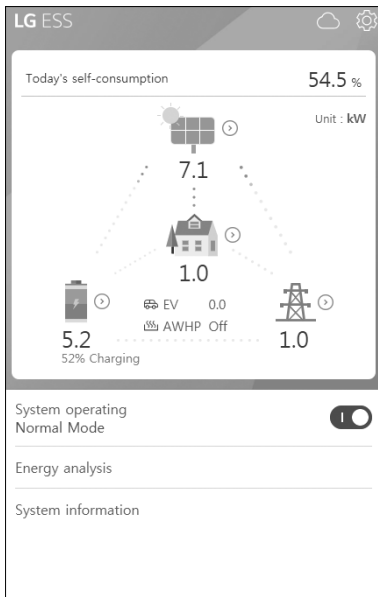 LG ESS
Today's self-consumption 54.5 %
Unit : kW
7.1
1.0
EV 0.0
AWHP Off
5.2
52% Charging
1.0
System operating
Normal Mode
Energy analysis
System information